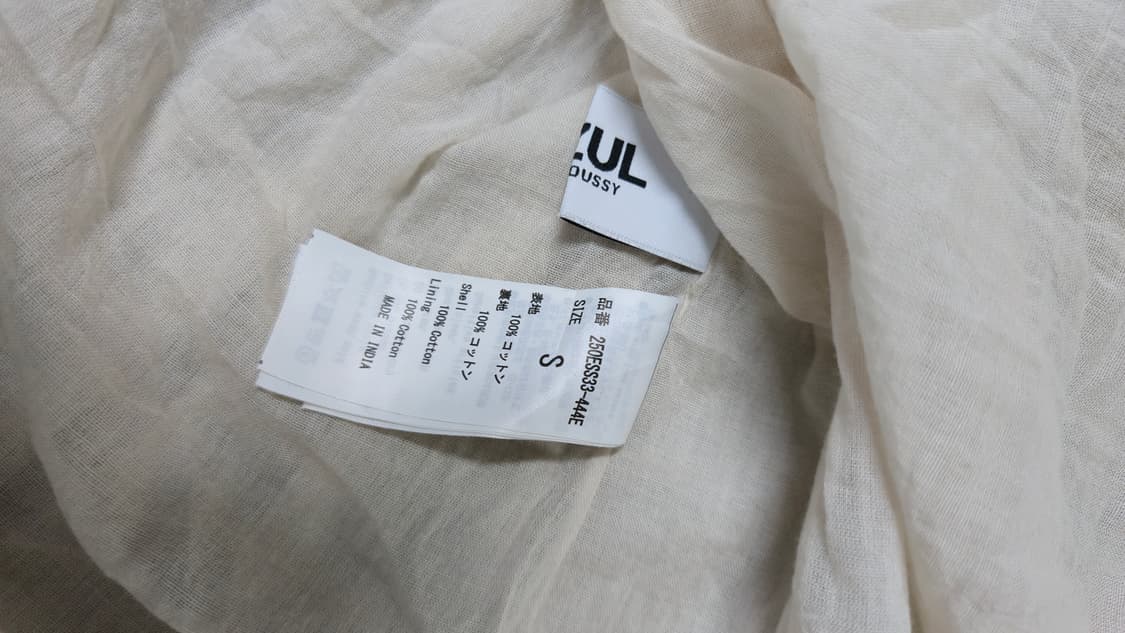 ZUL
OUSSY
品番 250ESS33-444E
SIZE S
表地 100% コットン
裏地 100% コットン
Shell 100% Cotton
Lining 100% Cotton
MADE IN INDIA